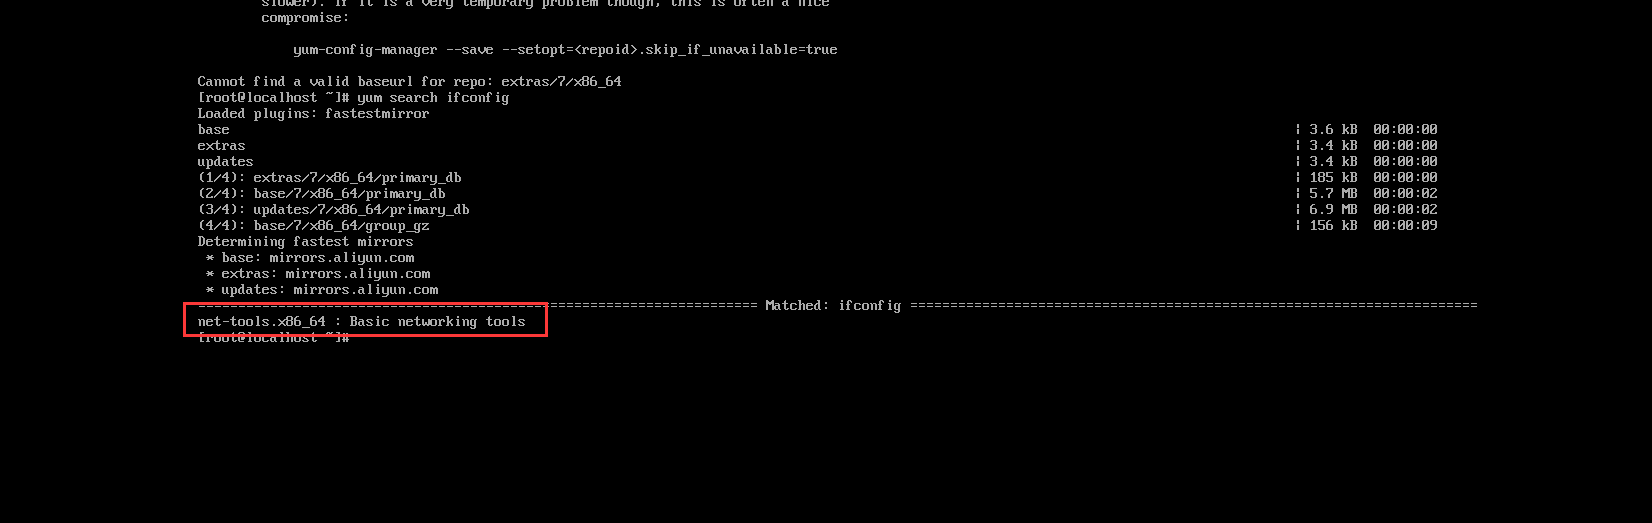 slower). If it is a very temporary problem though, this is often a nice
compromise:
yum-config-manager --save --setopt=<repoid>.skip_if_unavailable=true
Cannot find a valid baseurl for repo: extras/7/x86_64
[root@localhost ~]# yum search ifconfig
Loaded plugins: fastestmirror
base | 3.6 kB 00:00:00
extras | 3.4 kB 00:00:00
updates | 3.4 kB 00:00:00
(1/4): extras/7/x86_64/primary_db | 185 kB 00:00:00
(2/4): base/7/x86_64/primary_db | 5.7 MB 00:00:02
(3/4): updates/7/x86_64/primary_db | 6.9 MB 00:00:02
(4/4): base/7/x86_64/group_gz | 156 kB 00:00:09
Determining fastest mirrors
* base: mirrors.aliyun.com
* extras: mirrors.aliyun.com
* updates: mirrors.aliyun.com
====================================================================== Matched: ifconfig =======================================================================
net-tools.x86_64 : Basic networking tools
[root@localhost ~]#